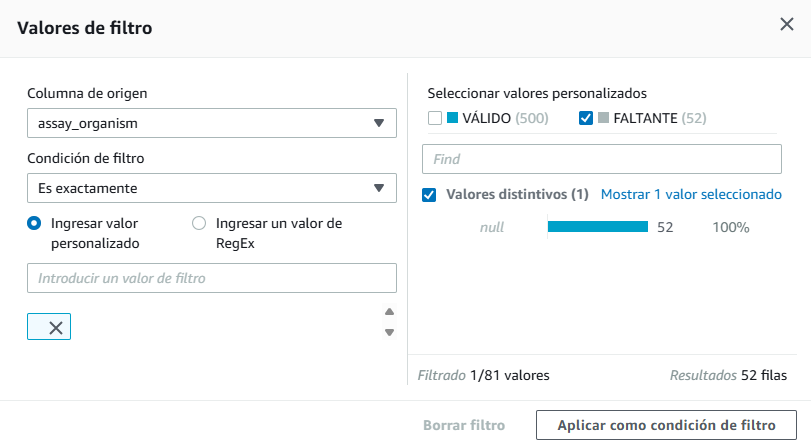 Valores de filtro
Columna de origen
assay_organism
Condición de filtro
Es exactamente
Ingresar valor personalizado
Ingresar un valor de RegEx
Introducir un valor de filtro
Seleccionar valores personalizados
VÁLIDO (500) FALTANTE (52)
Find
Valores distintivos (1) Mostrar 1 valor seleccionado
null 52 100%
Filtrado 1/81 valores Resultados 52 filas
Borrar filtro Aplicar como condición de filtro